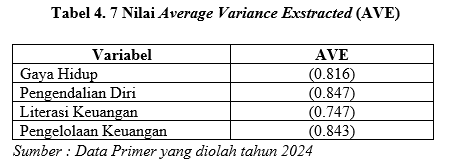 Tabel 4. 7 Nilai Average Variance Exstracted (AVE)
Variabel AVE
Gaya Hidup (0.816)
Pengendalian Diri (0.847)
Literasi Keuangan (0.747)
Pengelolaan Keuangan (0.843)
Sumber : Data Primer yang diolah tahun 2024